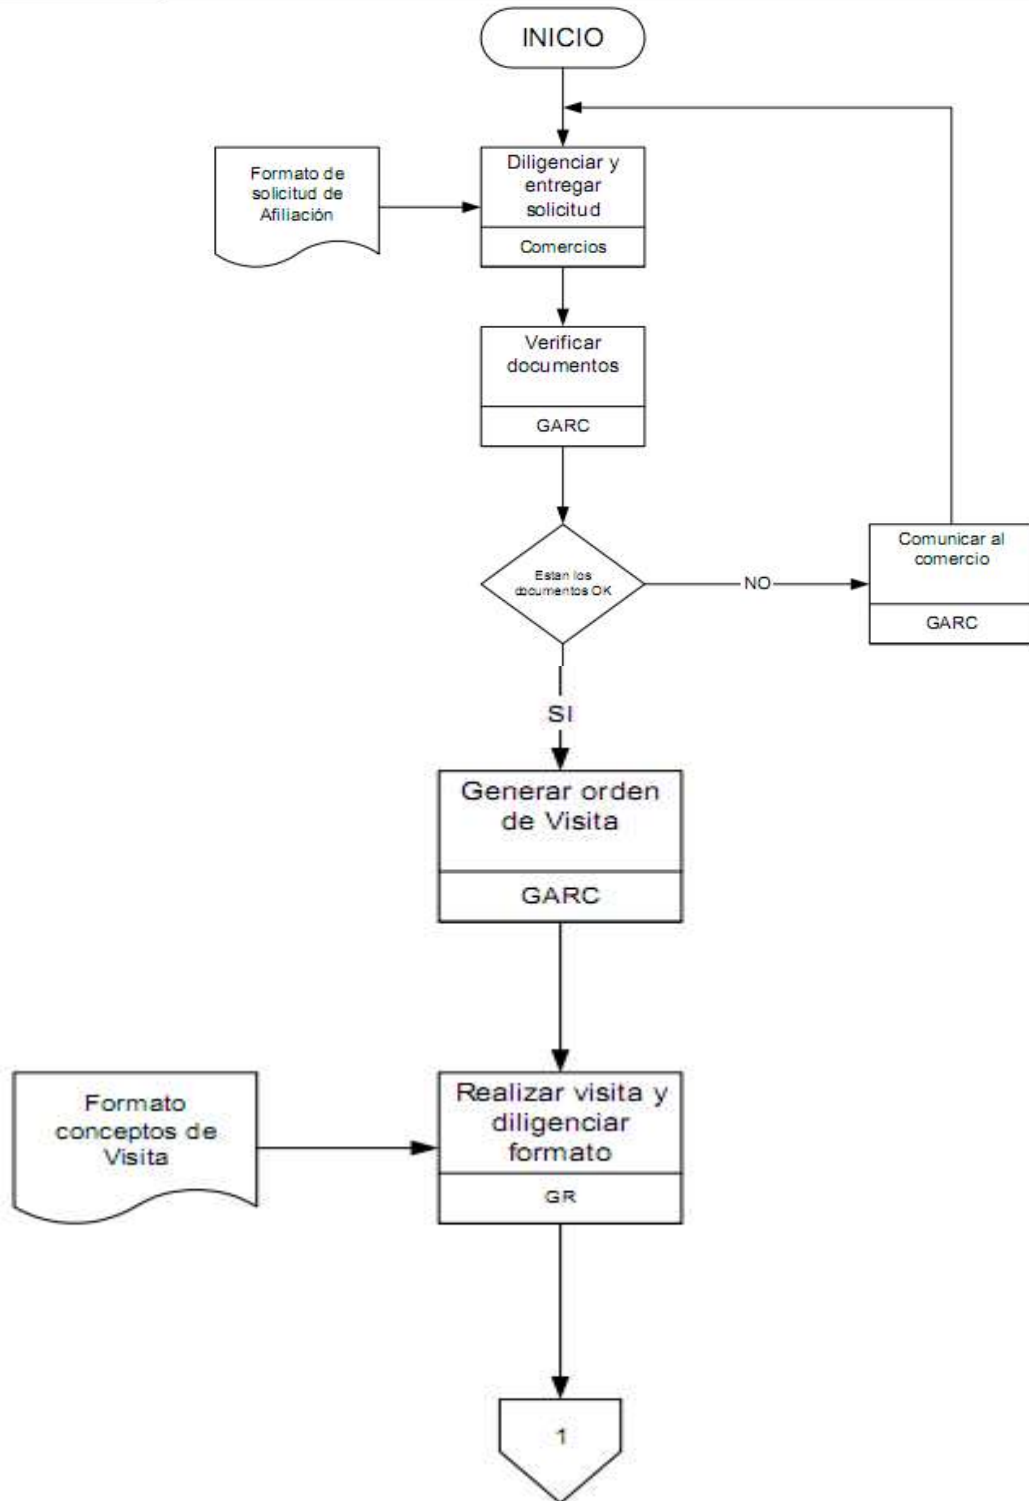 INICIO
Formato de
solicitud de
Afiliación
Diligenciar y
entregar
solicitud
Comercios
Verificar
documentos
GARC
Estan los
documentos OK
NO
Comunicar al
comercio
GARC
SI
Generar orden
de Visita
GARC
Formato
conceptos de
Visita
Realizar visita y
diligenciar
formato
GR
1